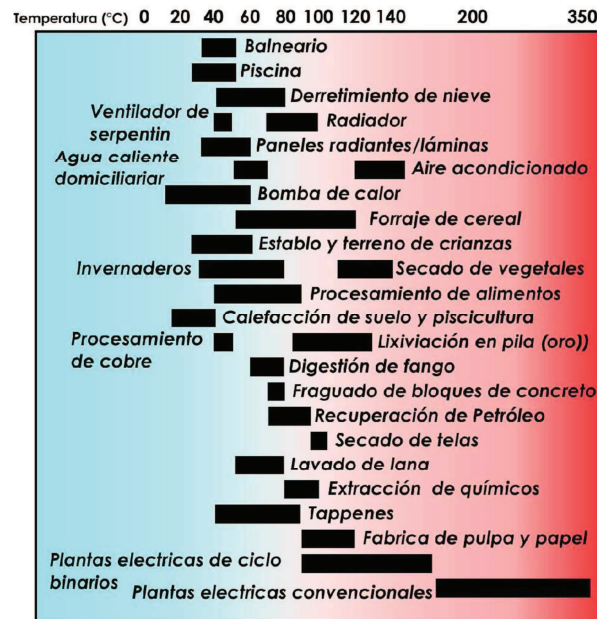 Temperatura (°C) 0 20 40 60 80 100 120 140 200 350
Balneario
Piscina
Derretimiento de nieve
Ventilador de
serpentin
Radiador
Paneles radiantes/láminas
Agua caliente
domiciliariar
Aire acondicionado
Bomba de calor
Forraje de cereal
Establo y terreno de crianzas
Invernaderos
Secado de vegetales
Procesamiento de alimentos
Calefacción de suelo y piscicultura
Procesamiento
de cobre
Lixiviación en pila (oro))
Digestión de fango
Fraguado de bloques de concreto
Recuperación de Petróleo
Secado de telas
Lavado de lana
Extracción de químicos
Tappenes
Fabrica de pulpa y papel
Plantas electricas de ciclo
binarios
Plantas electricas convencionales